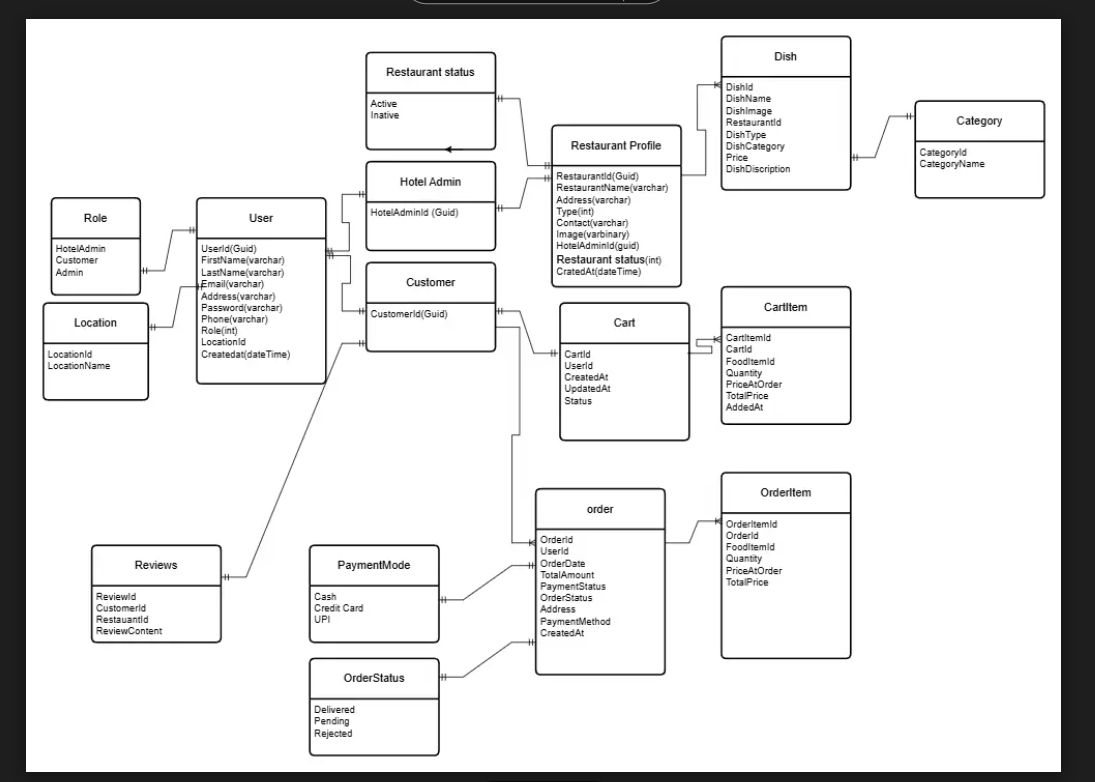 Restaurant status
Active
Inative
Hotel Admin
HotelAdminId (Guid)
Role
HotelAdmin
Customer
Admin
User
UserId(Guid)
FirstName(varchar)
LastName(varchar)
Email(varchar)
Address(varchar)
Password(varchar)
Phone(varchar)
Role(int)
LocationId
Createdat(dateTime)
Location
LocationId
LocationName
Customer
CustomerId(Guid)
Restaurant Profile
RestaurantId(Guid)
RestaurantName(varchar)
Address(varchar)
Type(int)
Contact(varchar)
Image(varbinary)
HotelAdminId(guid)
Restaurant status(int)
CratedAt(dateTime)
Dish
DishId
DishName
DishImage
RestaurantId
DishType
DishCategory
Price
DishDiscription
Category
CategoryId
CategoryName
Cart
CartId
UserId
CreatedAt
UpdatedAt
Status
CartItem
CartItemId
CartId
FoodItemId
Quantity
PriceAtOrder
TotalPrice
AddedAt
Reviews
ReviewId
CustomerId
RestauantId
ReviewContent
PaymentMode
Cash
Credit Card
UPI
OrderStatus
Delivered
Pending
Rejected
order
OrderId
UserId
OrderDate
TotalAmount
PaymentStatus
OrderStatus
Address
PaymentMethod
CreatedAt
OrderItem
OrderItemId
OrderId
FoodItemId
Quantity
PriceAtOrder
TotalPrice